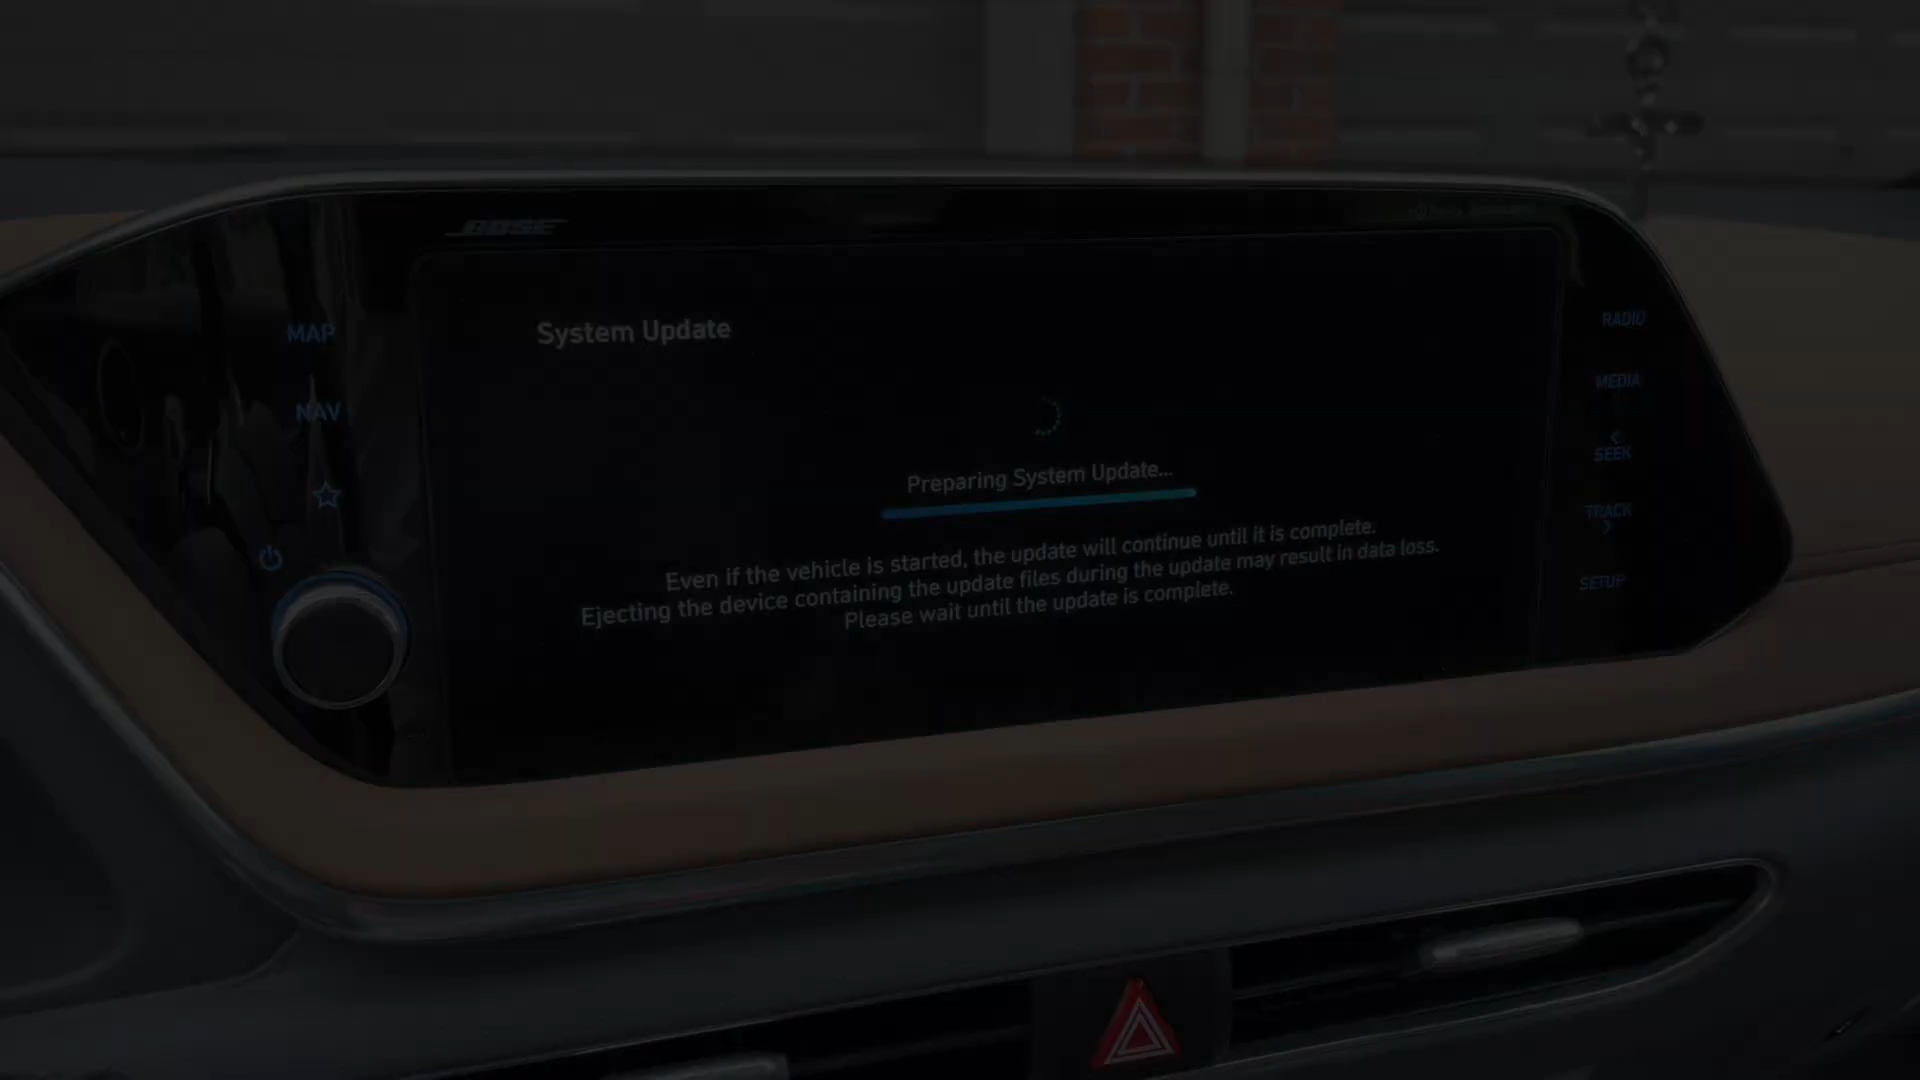 BOSE
MAP
NAV
System Update
Preparing System Update...
Even if the vehicle is started, the update will continue until it is complete.
Ejecting the device containing the update files during the update may result in data loss.
Please wait until the update is complete.
RADIO
MEDIA
<
SEEK
TRACK
>
SETUP